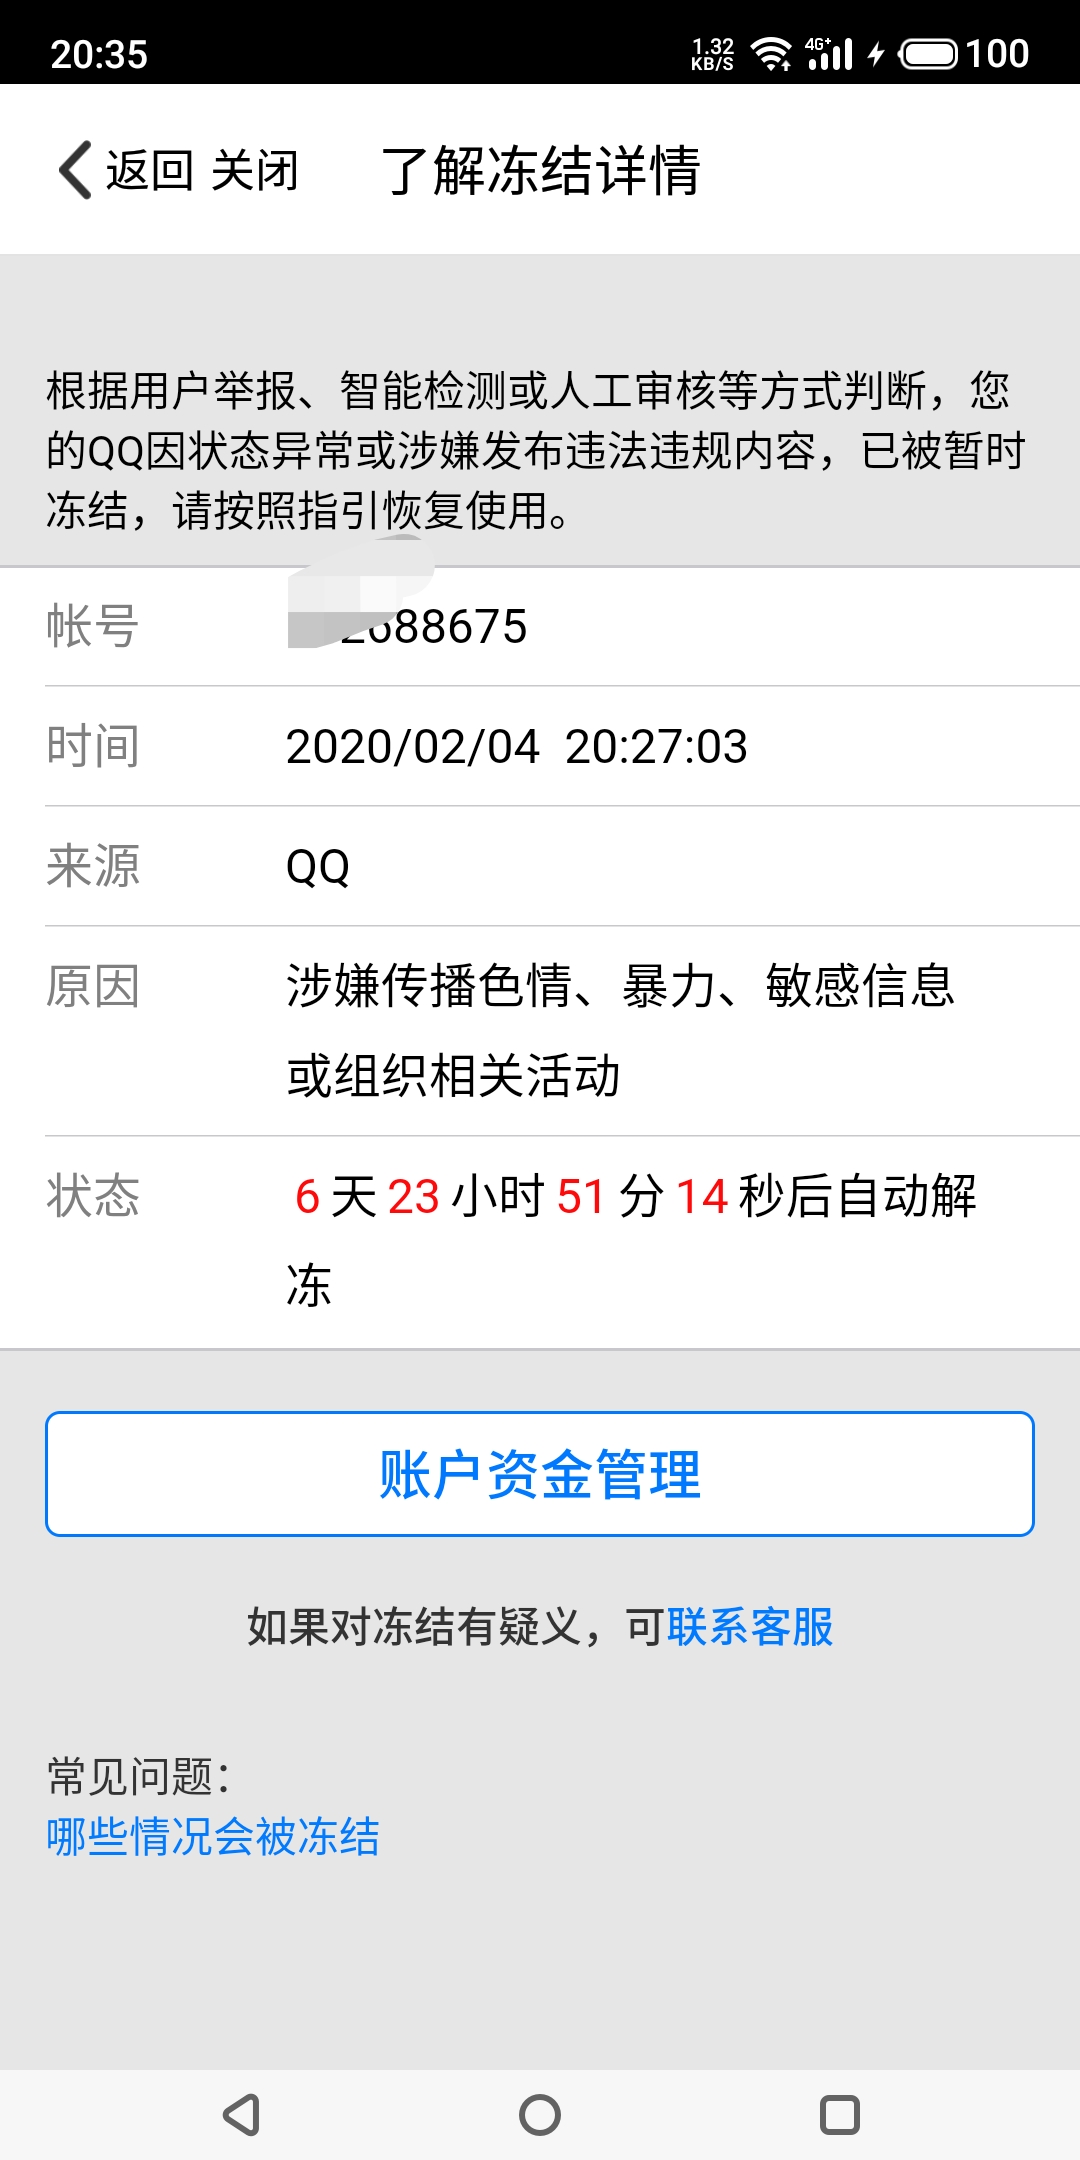 20:35
1.32
KB/S
4G+
100
返回 关闭 了解冻结详情
根据用户举报、智能检测或人工审核等方式判断，您
的QQ因状态异常或涉嫌发布违法违规内容，已被暂时
冻结，请按照指引恢复使用。
帐号 2688675
时间 2020/02/04 20:27:03
来源 QQ
原因 涉嫌传播色情、暴力、敏感信息
或组织相关活动
状态 6 天 23 小时 51 分 14 秒后自动解
冻
账户资金管理
如果对冻结有疑义，可联系客服
常见问题：
哪些情况会被冻结